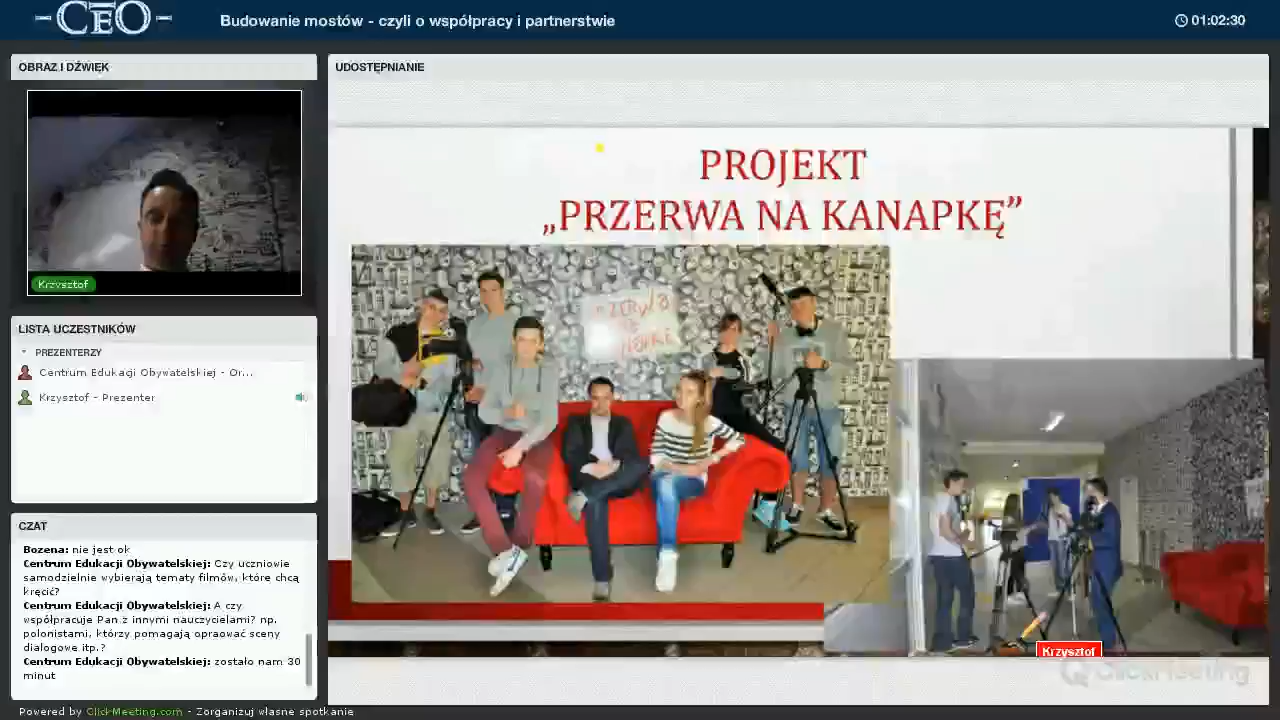 CEO
Budowanie mostów - czyli o współpracy i partnerstwie
01:02:30
OBRAZ I DŹWIĘK
Krzysztof
LISTA UCZESTNIKÓW
PREZENTERZY
Centrum Edukacji Obywatelskiej - Or...
Krzysztof - Prezenter
CZAT
Bozena: nie jest ok
Centrum Edukacji Obywatelskiej: Czy uczniowie
samodzielnie wybierają tematy filmów, które chcą
kręcić?
Centrum Edukacji Obywatelskiej: A czy
współpracuje Pan z innymi nauczycielami? np.
polonistami, którzy pomagają opraować sceny
dialogowe itp.?
Centrum Edukacji Obywatelskiej: zostało nam 30
minut
Powered by ClickMeeting.com - Zorganizuj własne spotkanie
UDOSTĘPNIANIE
PROJEKT
„PRZERWA NA KANAPKĘ”
Krzysztof
ClickMeeting